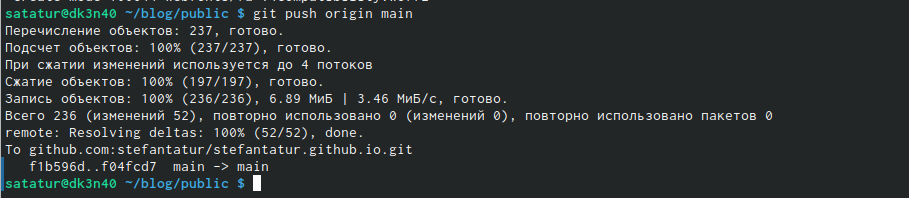 satatur@dk3n40 ~/blog/public $ git push origin main
Перечисление объектов: 237, готово.
Подсчет объектов: 100% (237/237), готово.
При сжатии изменений используется до 4 потоков
Сжатие объектов: 100% (197/197), готово.
Запись объектов: 100% (236/236), 6.89 МиБ | 3.46 МиБ/с, готово.
Всего 236 (изменений 52), повторно использовано 0 (изменений 0), повторно использовано пакетов 0
remote: Resolving deltas: 100% (52/52), done.
To github.com:stefantatur/stefantatur.github.io.git
   f1b596d..f04fcd7  main -> main
satatur@dk3n40 ~/blog/public $